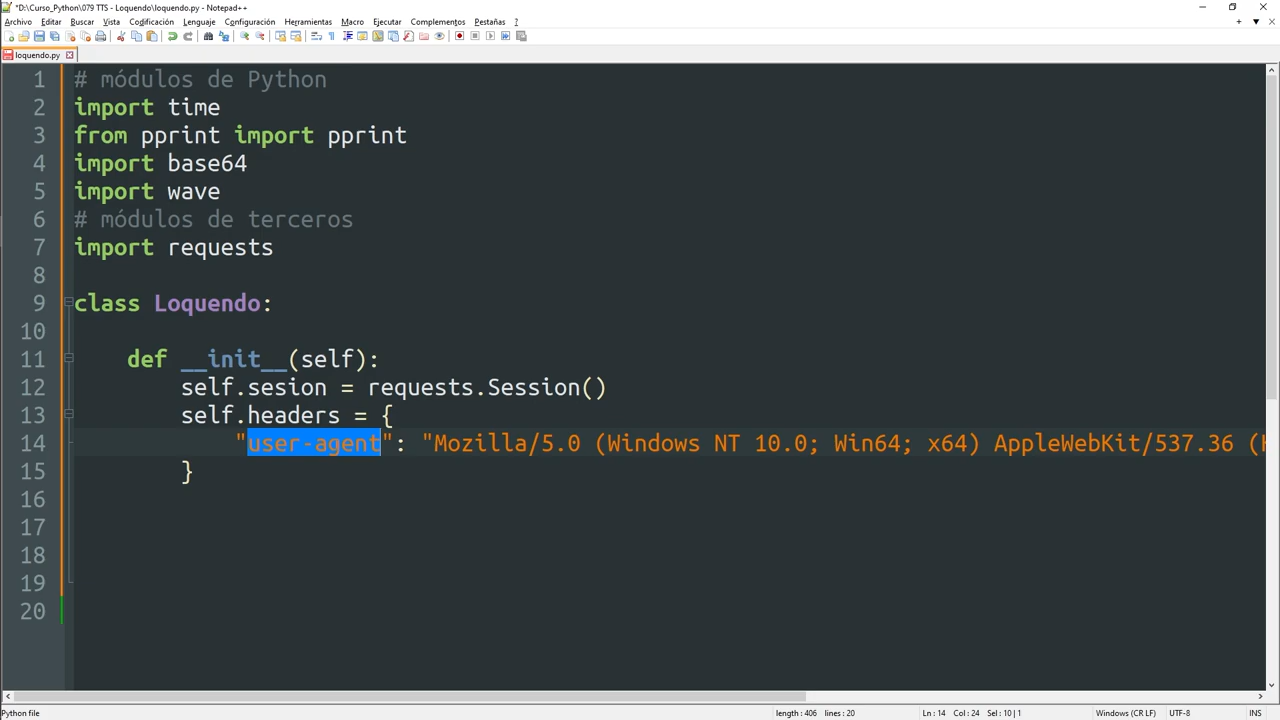 *D:\Curso_Python\079 TTS - Loquendo\loquendo.py - Notepad++
Archivo Editar Buscar Vista Codificación Lenguaje Configuración Herramientas Macro Ejecutar Complementos Pestañas ?
loquendo.py
1 # módulos de Python
2 import time
3 from pprint import pprint
4 import base64
5 import wave
6 # módulos de terceros
7 import requests
8
9 class Loquendo:
10
11 def __init__(self):
12 self.sesion = requests.Session()
13 self.headers = {
14 "user-agent": "Mozilla/5.0 (Windows NT 10.0; Win64; x64) AppleWebKit/537.36 (
15 }
16
17
18
19
20
Python file length : 406 lines : 20 Ln : 14 Col : 24 Sel : 10 | 1 Windows (CR LF) UTF-8 INS